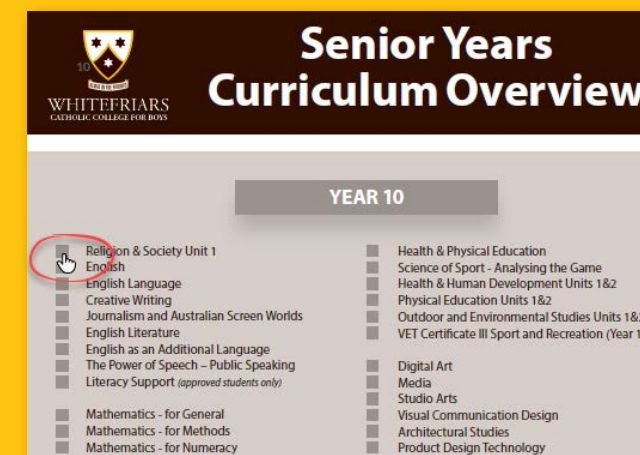 10
WHITEFRIARS
CATHOLIC COLLEGE FOR BOYS
Senior Years
Curriculum Overview
YEAR 10
Religion & Society Unit 1
English
English Language
Creative Writing
Journalism and Australian Screen Worlds
English Literature
English as an Additional Language
The Power of Speech – Public Speaking
Literacy Support (approved students only)
Mathematics - for General
Mathematics - for Methods
Mathematics - for Numeracy
Health & Physical Education
Science of Sport - Analysing the Game
Health & Human Development Units 1&2
Physical Education Units 1&2
Outdoor and Environmental Studies Units 1&2
VET Certificate III Sport and Recreation (Year 1
Digital Art
Media
Studio Arts
Visual Communication Design
Architectural Studies
Product Design Technology